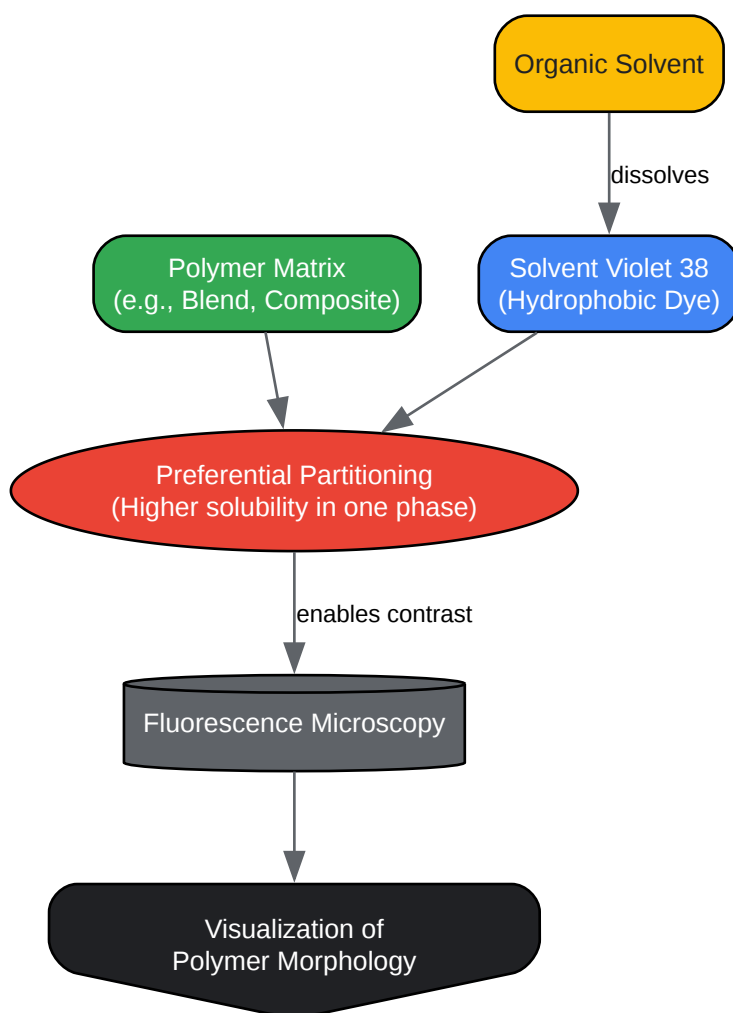 Organic Solvent
dissolves
Polymer Matrix
(e.g., Blend, Composite)
Solvent Violet 38
(Hydrophobic Dye)
Preferential Partitioning
(Higher solubility in one phase)
enables contrast
Fluorescence Microscopy
Visualization of
Polymer Morphology